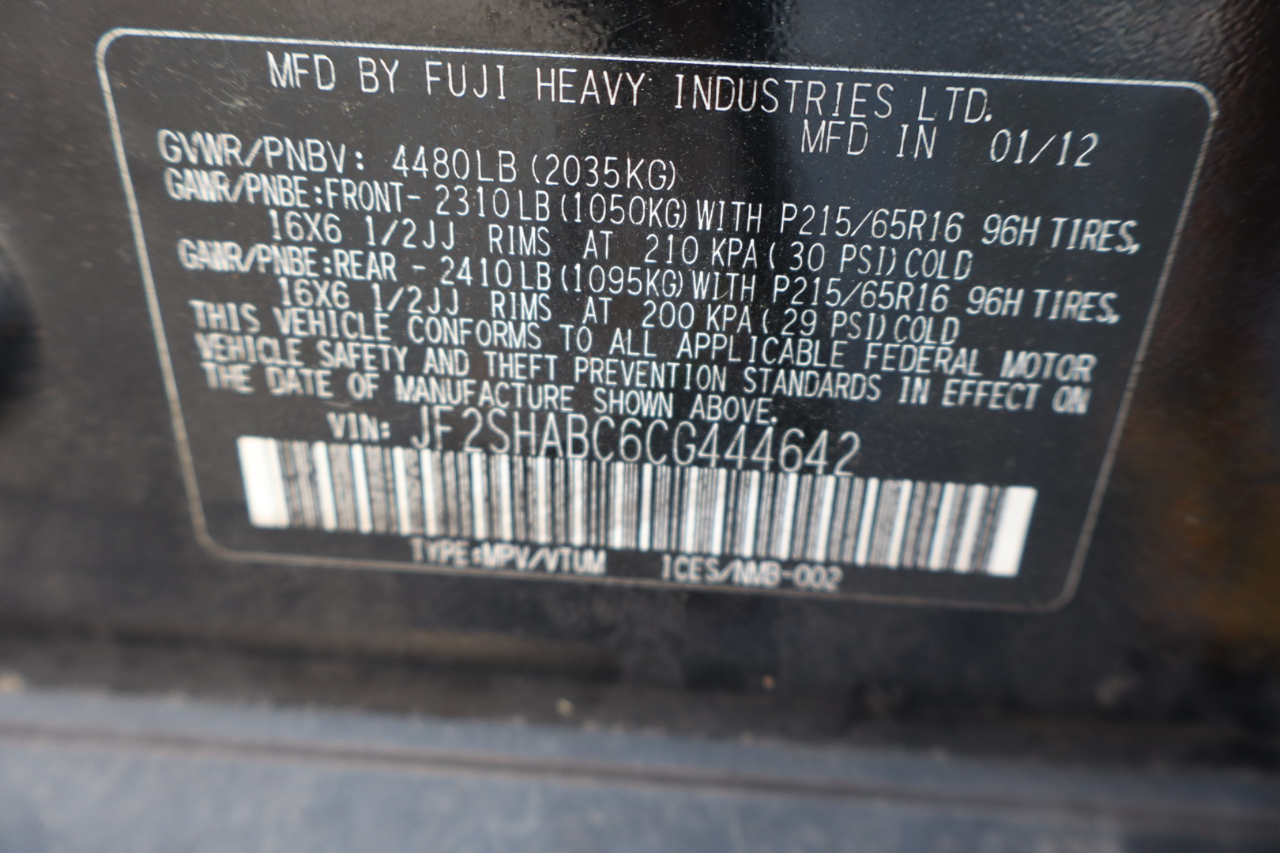 MFD BY FUJI HEAVY INDUSTRIES LTD.
MFD IN 01/12
GVWR/PNBV: 4480LB (2035KG)
GAWR/PNBE:FRONT- 2310LB (1050KG) WITH P215/65R16 96H TIRES,
16X6 1/2JJ RIMS AT 210 KPA ( 30 PSI) COLD
GAWR/PNBE:REAR - 2410LB (1095KG) WITH P215/65R16 96H TIRES,
16X6 1/2JJ RIMS AT 200 KPA ( 29 PSI) COLD
THIS VEHICLE CONFORMS TO ALL APPLICABLE FEDERAL MOTOR
VEHICLE SAFETY AND THEFT PREVENTION STANDARDS IN EFFECT ON
THE DATE OF MANUFACTURE SHOWN ABOVE.
VIN: JF2SHABC6CG444642
TYPE:MPV/VTUM ICES/NMB-002